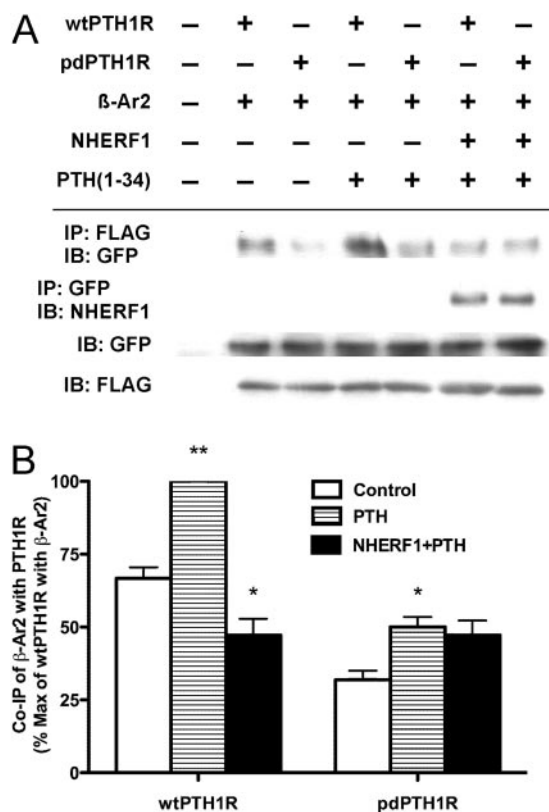 A
wtPTH1R – + – + – + –
pdPTH1R – – + – + – +
ß-Ar2 – + + + + + +
NHERF1 – – – – – + +
PTH(1-34) – – – + + + +
IP: FLAG
IB: GFP
IP: GFP
IB: NHERF1
IB: GFP
IB: FLAG
B
Co-IP of β-Ar2 with PTH1R
(% Max of wtPTH1R with β-Ar2)
100
75
50
25
0
**
*
*
Control
PTH
NHERF1+PTH
wtPTH1R
pdPTH1R